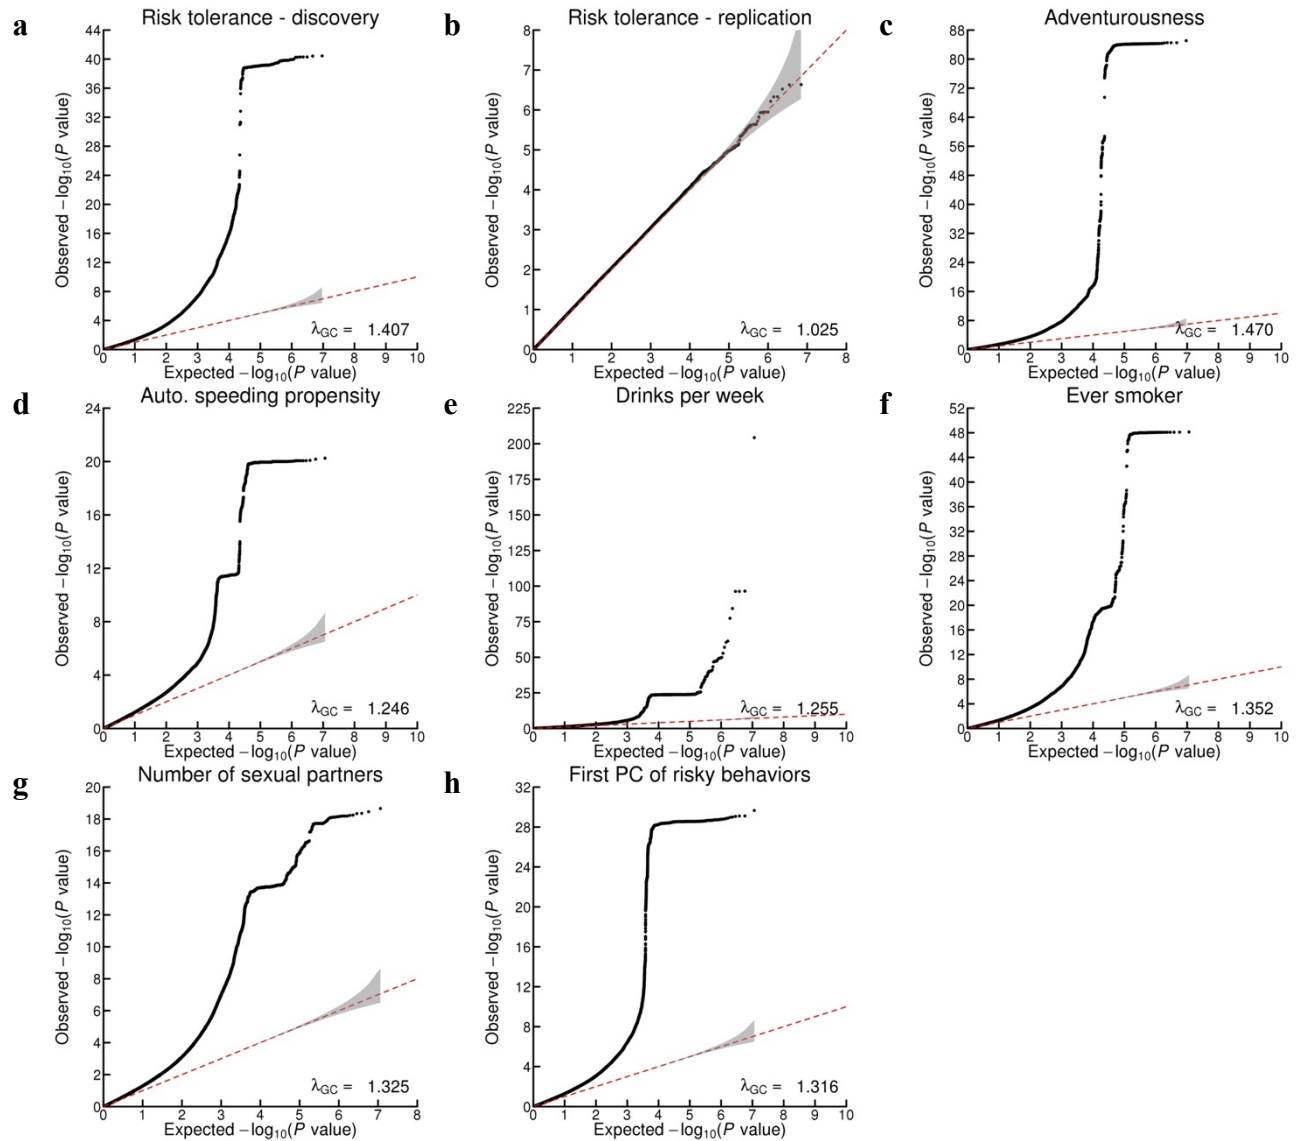 a
Risk tolerance - discovery
44
40
36
32
28
24
20
16
12
8
4
0
Observed −log10(P value)
0 1 2 3 4 5 6 7 8 9 10
Expected −log10(P value)
λGC = 1.407
b
Risk tolerance - replication
8
7
6
5
4
3
2
1
0
Observed −log10(P value)
0 1 2 3 4 5 6 7 8
Expected −log10(P value)
λGC = 1.025
c
Adventurousness
88
80
72
64
56
48
40
32
24
16
8
0
Observed −log10(P value)
0 1 2 3 4 5 6 7 8 9 10
Expected −log10(P value)
λGC = 1.470
d
Auto. speeding propensity
24
20
16
12
8
4
0
Observed −log10(P value)
0 1 2 3 4 5 6 7 8 9 10
Expected −log10(P value)
λGC = 1.246
e
Drinks per week
225
200
175
150
125
100
75
50
25
0
Observed −log10(P value)
0 1 2 3 4 5 6 7 8 9 10
Expected −log10(P value)
λGC = 1.255
f
Ever smoker
52
48
44
40
36
32
28
24
20
16
12
8
4
0
Observed −log10(P value)
0 1 2 3 4 5 6 7 8 9 10
Expected −log10(P value)
λGC = 1.352
g
Number of sexual partners
20
18
16
14
12
10
8
6
4
2
0
Observed −log10(P value)
0 1 2 3 4 5 6 7 8
Expected −log10(P value)
λGC = 1.325
h
First PC of risky behaviors
32
28
24
20
16
12
8
4
0
Observed −log10(P value)
0 1 2 3 4 5 6 7 8 9 10
Expected −log10(P value)
λGC = 1.316